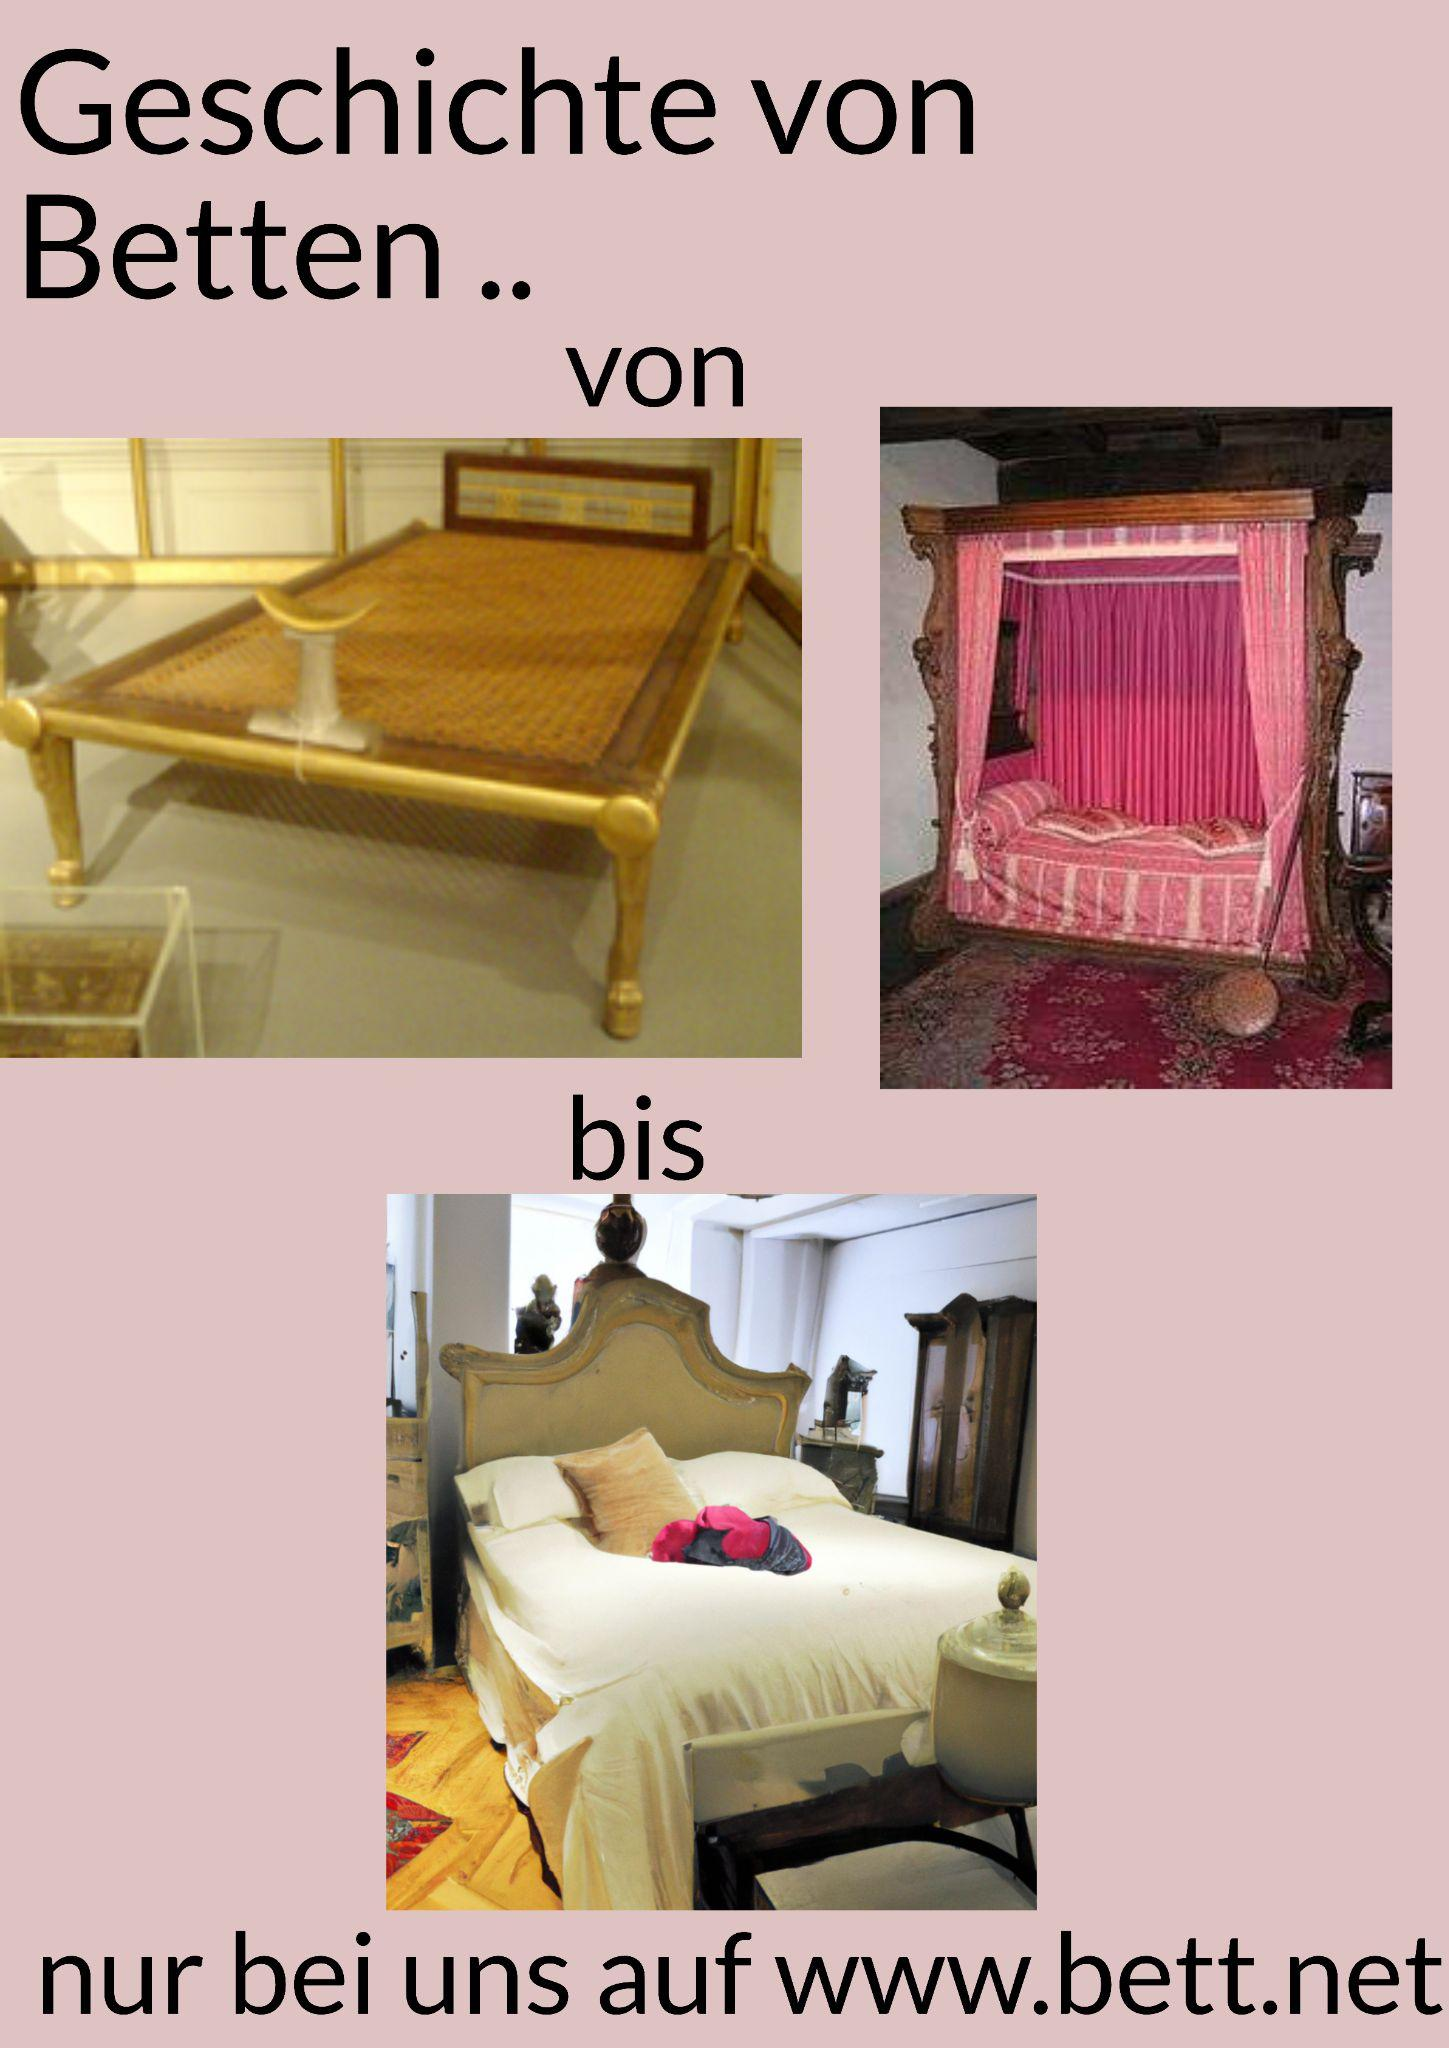 Geschichte von
Betten ..
von
bis
nur bei uns auf www.bett.net